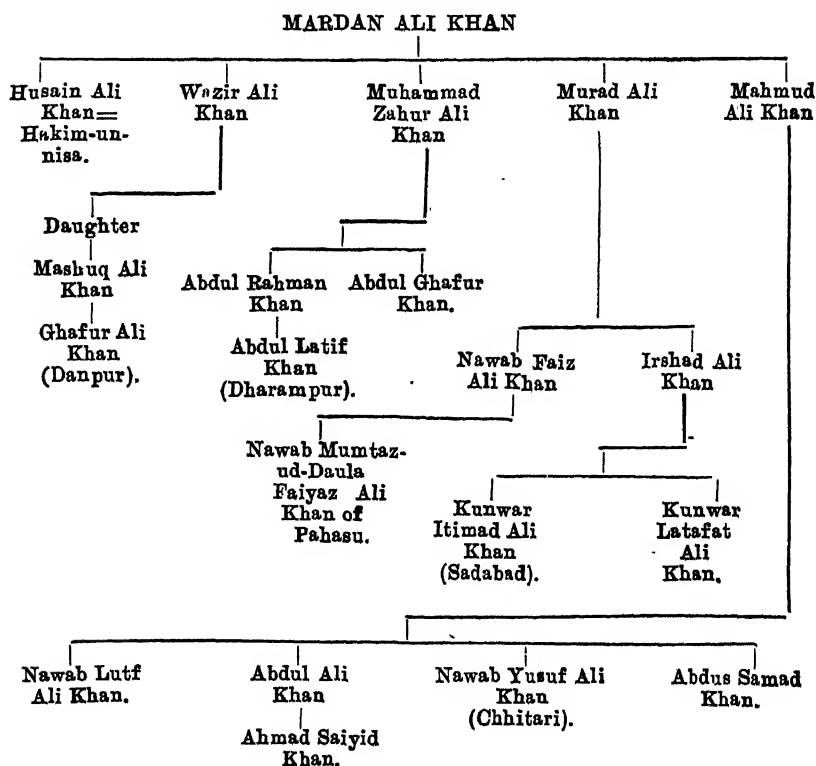 MARDAN ALI KHAN
Husain Ali
Khan=
Hakim-un-
nisa.
Wazir Ali
Khan
Muhammad
Zahur Ali
Khan
Murad Ali
Khan
Mahmud
Ali Khan
Daughter
Mashuq Ali
Khan
Ghafur Ali
Khan
(Danpur).
Abdul Rahman
Khan
Abdul Latif
Khan
(Dharampur).
Abdul Ghafur
Khan.
Nawab Faiz
Ali Khan
Irshad Ali
Khan
Nawab Mumtaz-
ud-Daula
Faiyaz Ali
Khan of
Pahasu.
Kunwar
Itimad Ali
Khan
(Sadabad).
Kunwar
Latafat
Ali
Khan.
Nawab Lutf
Ali Khan.
Abdul Ali
Khan
Ahmad Saiyid
Khan.
Nawab Yusuf Ali
Khan
(Chhitari).
Abdus Samad
Khan.